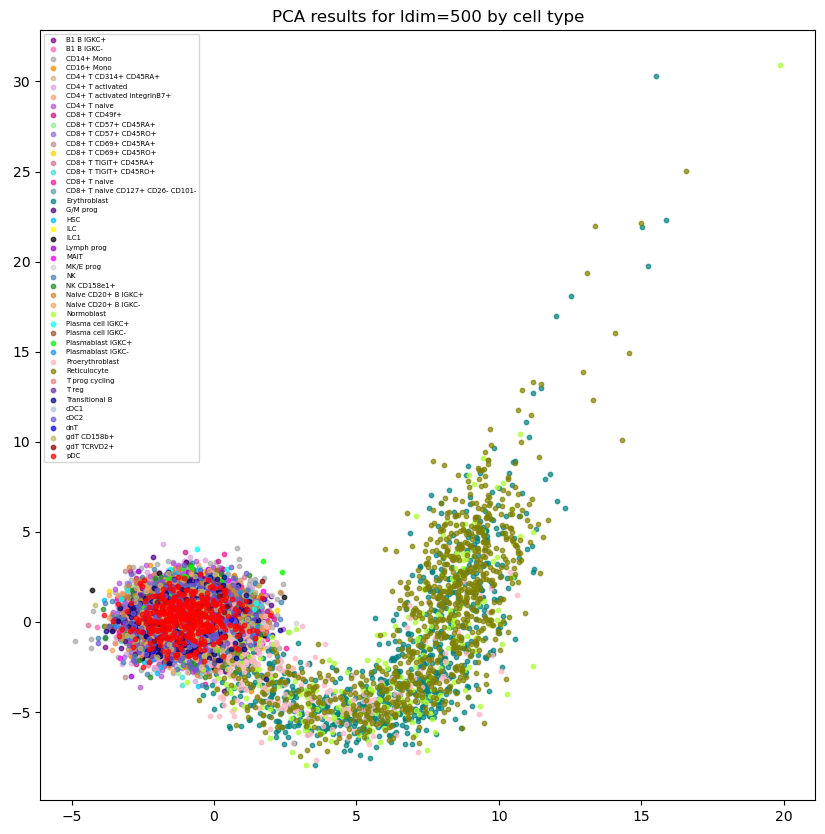 PCA results for ldim=500 by cell type
B1 B IGKC+
B1 B IGKC-
CD14+ Mono
CD16+ Mono
CD4+ T CD314+ CD45RA+
CD4+ T activated
CD4+ T activated integrinB7+
CD4+ T naive
CD8+ T CD49f+
CD8+ T CD57+ CD45RA+
CD8+ T CD57+ CD45RO+
CD8+ T CD69+ CD45RA+
CD8+ T CD69+ CD45RO+
CD8+ T TIGIT+ CD45RA+
CD8+ T TIGIT+ CD45RO+
CD8+ T naive
CD8+ T naive CD127+ CD26- CD101-
Erythroblast
G/M prog
HSC
ILC
ILC1
Lymph prog
MAIT
MK/E prog
NK
NK CD158e1+
Naive CD20+ B IGKC+
Naive CD20+ B IGKC-
Normoblast
Plasma cell IGKC+
Plasma cell IGKC-
Plasmablast IGKC+
Plasmablast IGKC-
Proerythroblast
Reticulocyte
T prog cycling
T reg
Transitional B
cDC1
cDC2
dnT
gdT CD158b+
gdT TCRVD2+
pDC
30
25
20
15
10
5
0
−5
−5
0
5
10
15
20